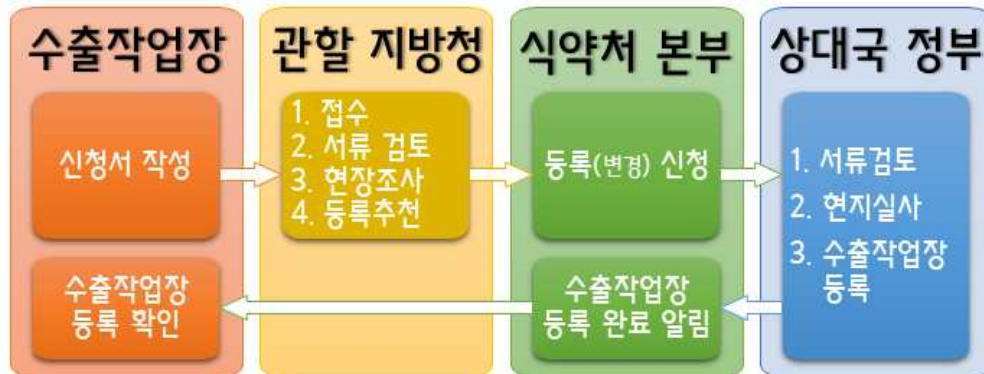 수출작업장
관할 지방청
식약처 본부
상대국 정부
신청서 작성
1. 접수
2. 서류 검토
3. 현장조사
4. 등록추천
등록(변경) 신청
1. 서류검토
2. 현지실사
3. 수출작업장
등록
수출작업장
등록 확인
수출작업장
등록 완료 알림